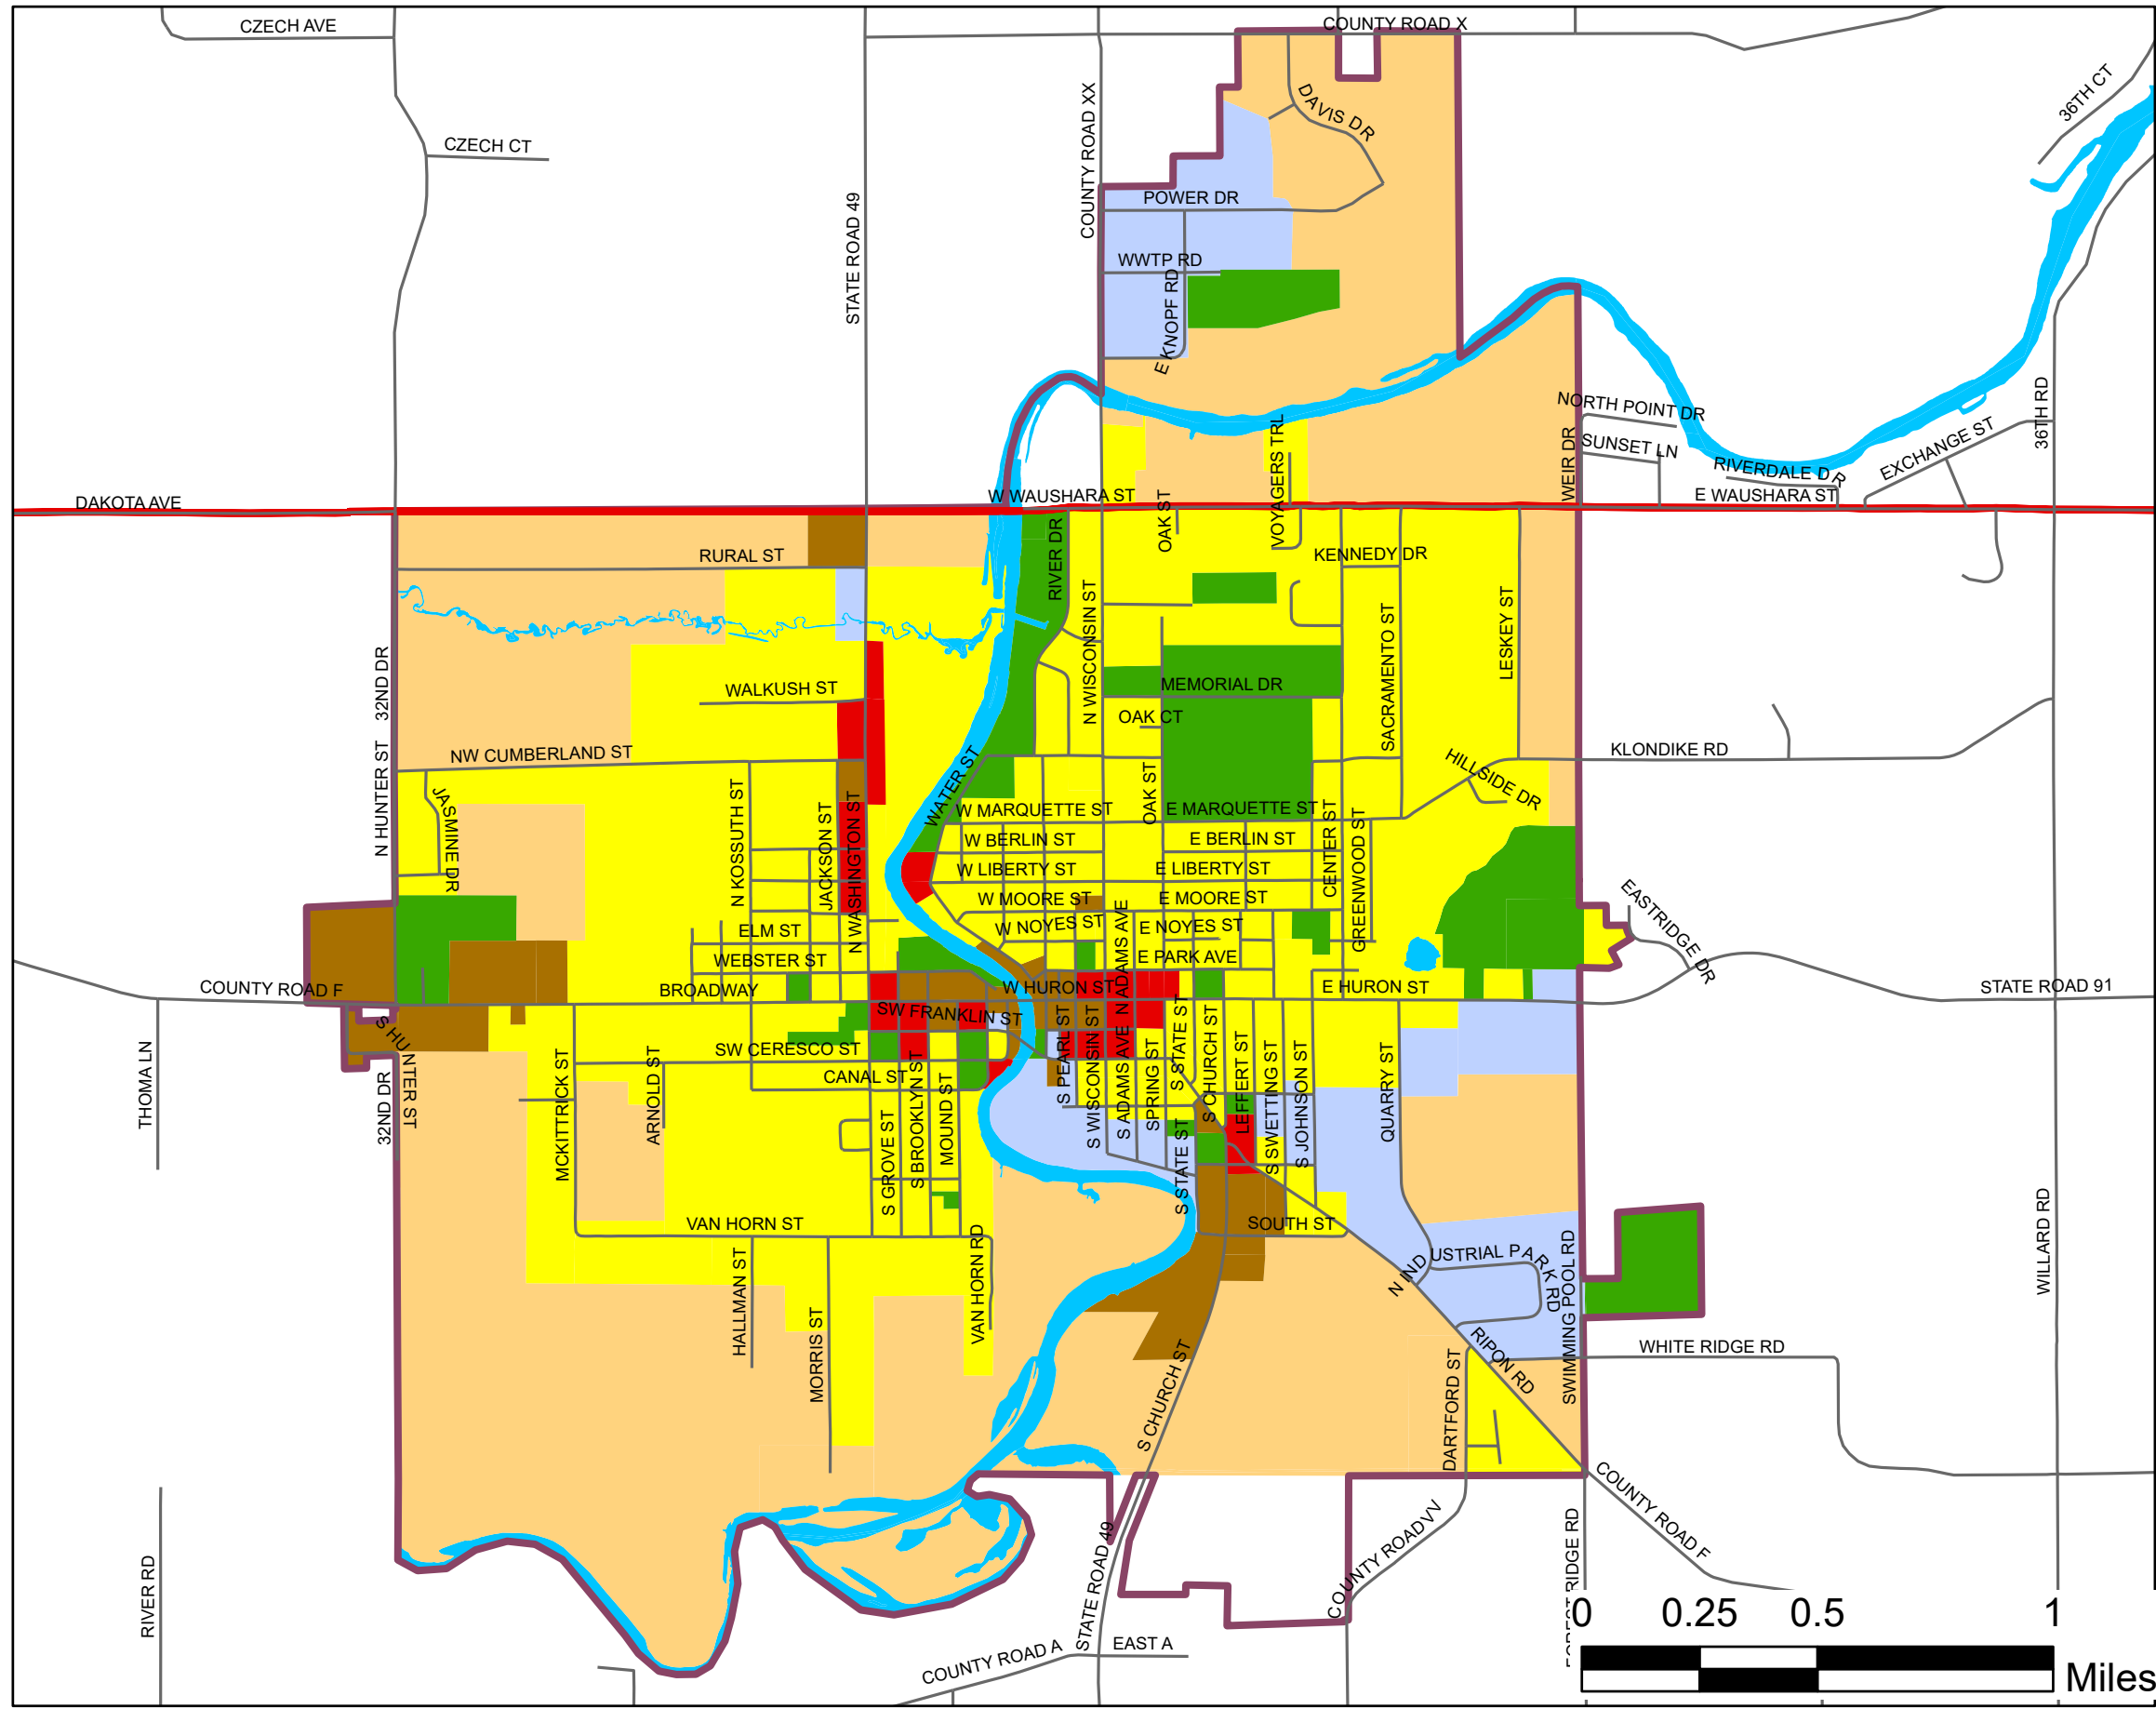 CZECH AVE
COUNTY ROAD X
36TH CT
DAVIS DR
CZECH CT
COUNTY ROAD XX
STATE ROAD 49
POWER DR
WWTP RD
E KNOPF RD
NORTH POINT DR
36TH RD
SUNSET LN
WEIR DR
VOYAGERS TRL
EXCHANGE ST
RIVERDALE DR
DAKOTA AVE
W WAUSHARA ST
E WAUSHARA ST
OAK ST
RIVER DR
RURAL ST
KENNEDY DR
N WISCONSIN ST
SACRAMENTO ST
LESKEY ST
32ND DR
WALKUSH ST
MEMORIAL DR
OAK CT
NW CUMBERLAND ST
KLONDIKE RD
N HUNTER ST
JASMINE DR
HILLSIDE DR
WATER ST
OAK ST
N KOSSUTH ST
JACKSON ST
N WASHINGTON ST
W MARQUETTE ST
E MARQUETTE ST
W BERLIN ST
E BERLIN ST
CENTER ST
GREENWOOD ST
W LIBERTY ST
E LIBERTY ST
W MOORE ST
E MOORE ST
EASTRIDGE DR
ELM ST
W NOYES ST
N ADAMS AVE
E NOYES ST
WEBSTER ST
E PARK AVE
COUNTY ROAD F
BROADWAY
W HURON ST
E HURON ST
STATE ROAD 91
SW FRANKLIN ST
S HUNTER ST
SW CERESCO ST
CANAL ST
THOMA LN
32ND DR
MCKITTRICK ST
ARNOLD ST
S GROVE ST
S BROOKLYN ST
MOUND ST
S PEARL ST
S WISCONSIN ST
S ADAMS AVE
SPRING ST
S STATE ST
S STATE ST
S CHURCH ST
LEFFERT ST
S SWETTING ST
S JOHNSON ST
QUARRY ST
VAN HORN ST
SOUTH ST
VAN HORN RD
HALLMAN ST
MORRIS ST
N INDUSTRIAL PARK RD
SWIMMING POOL RD
WILLARD RD
WHITE RIDGE RD
RIPON RD
DARTFORD ST
S CHURCH ST
COUNTY ROAD F
COUNTY ROAD VV
STATE ROAD 49
RIVER RD
COUNTY ROAD A
EAST A
FOREST RIDGE RD
0 0.25 0.5 1
Miles